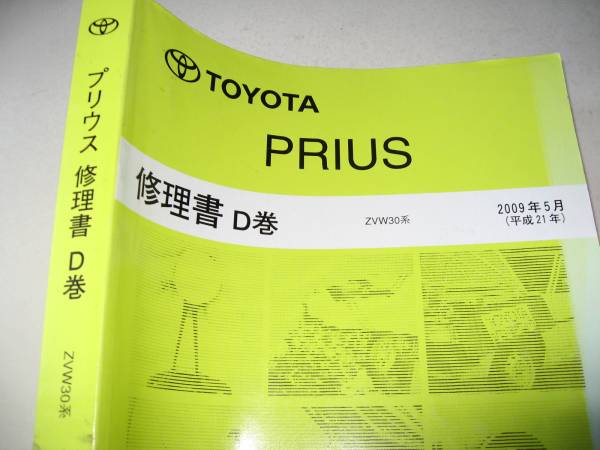 TOYOTA
PRIUS
修理書 D巻
ZVW30系
2009年5月
(平成21年)
プリウス 修理書 D巻
ZVW30系